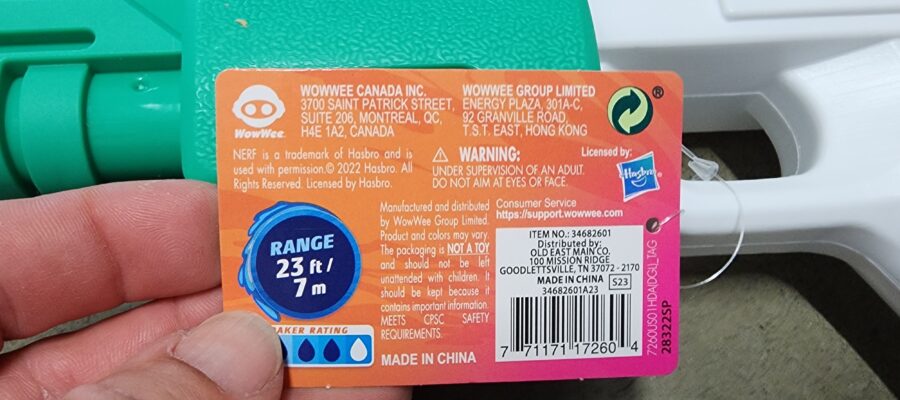 WowWee
WOWWEE CANADA INC.
3700 SAINT PATRICK STREET,
SUITE 206, MONTREAL, QC,
H4E 1A2, CANADA
WOWWEE GROUP LIMITED
ENERGY PLAZA, 301A-C,
92 GRANVILLE ROAD,
T.S.T. EAST, HONG KONG
®
NERF is a trademark of Hasbro and is
used with permission.© 2022 Hasbro. All
Rights Reserved. Licensed by Hasbro.
WARNING:
UNDER SUPERVISION OF AN ADULT.
DO NOT AIM AT EYES OR FACE.
Licensed by:
Hasbro
RANGE
23 ft /
7 m
AKER RATING
Manufactured and distributed
by WowWee Group Limited.
Product and colors may vary.
The packaging is NOT A TOY
and should not be left
unattended with children. It
should be kept because it
contains important information.
MEETS CPSC SAFETY
REQUIREMENTS.
MADE IN CHINA
Consumer Service
https://support.wowwee.com
ITEM NO.: 34682601
Distributed by:
OLD EAST MAIN CO.
100 MISSION RIDGE
GOODLETTSVILLE, TN 37072 - 2170
MADE IN CHINA S23
34682601A23
7 71171 17260 4
7260US01HDAIDGLL_TAG
28322SP